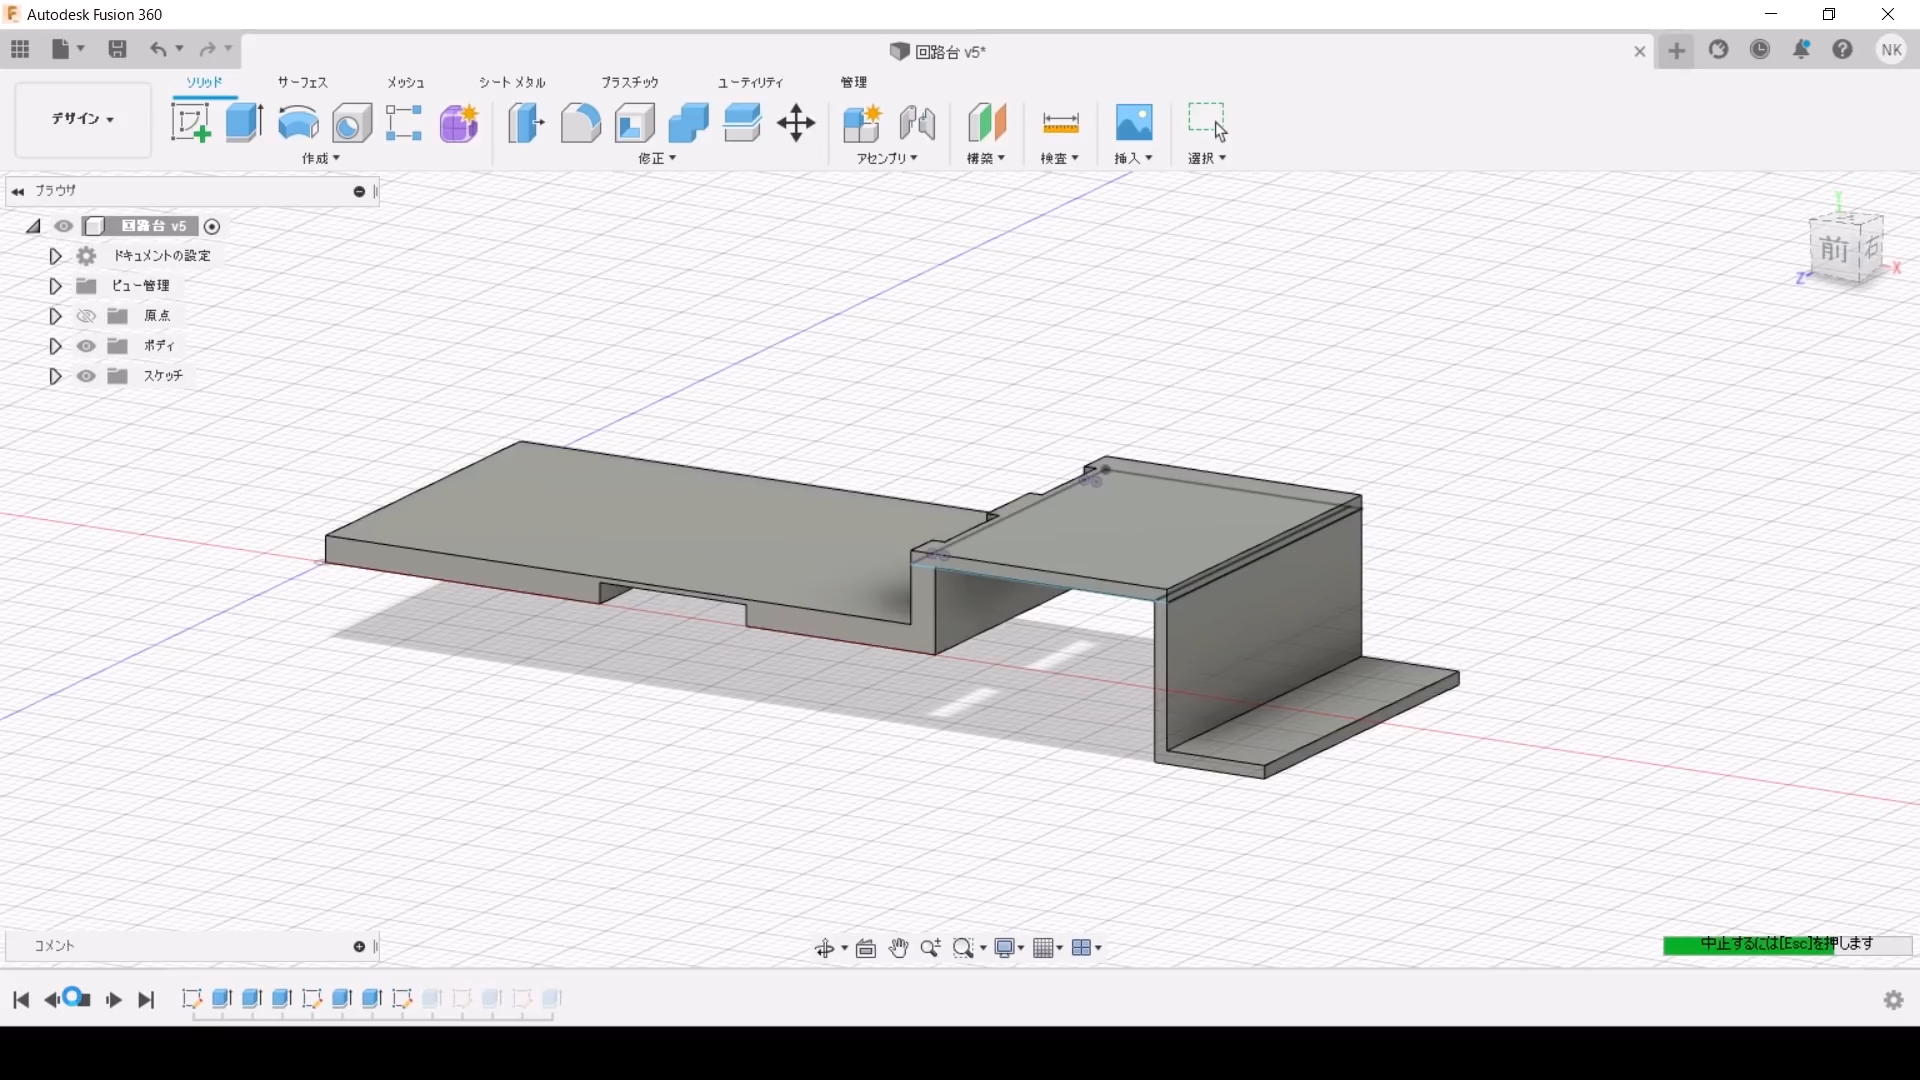 Autodesk Fusion 360
回路台 v5*
NK
デザイン
ソリッド
サーフェス
メッシュ
シート メタル
プラスチック
ユーティリティ
管理
作成
修正
アセンブリ
構築
検査
挿入
選択
ブラウザ
回路台 v5
ドキュメントの設定
ビュー管理
原点
ボディ
スケッチ
Y
前
右
Z
X
コメント
中止するには[Esc]を押します